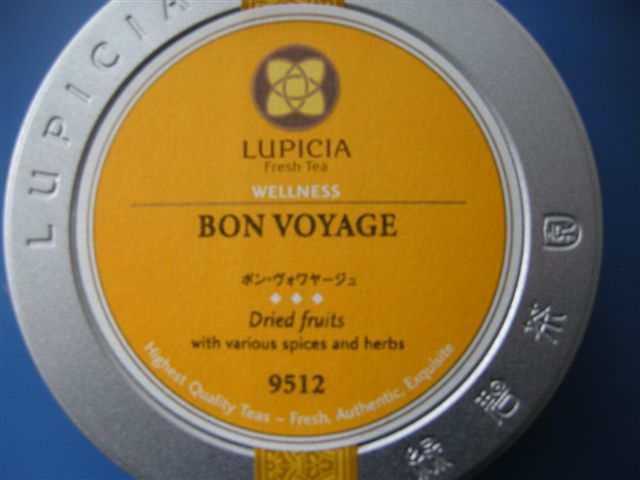 LUPICIA
LUPICIA
Fresh Tea
WELLNESS
BON VOYAGE
ボン・ヴォワヤージュ
Dried fruits
with various spices and herbs
9512
Highest Quality Teas – Fresh, Authentic, Exquisite